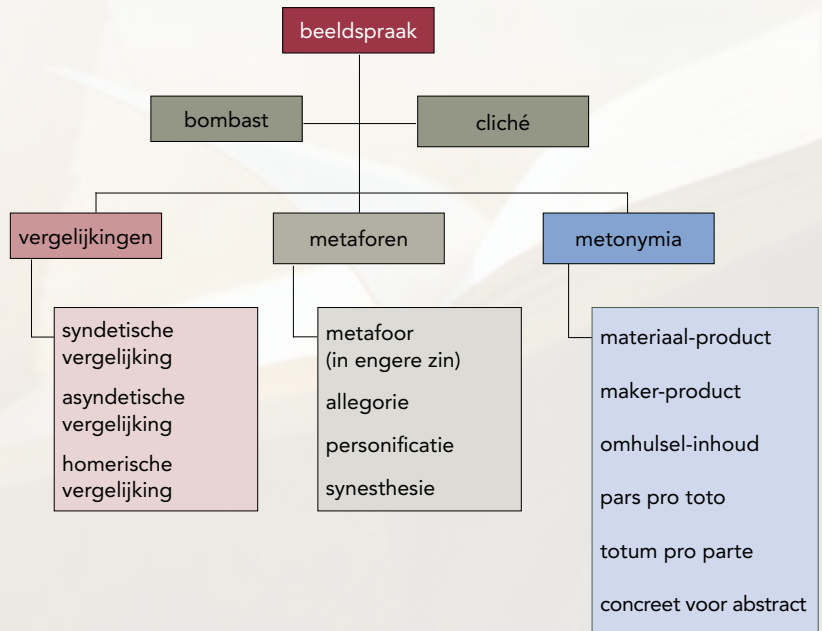 beeldspraak
bombast
cliché
vergelijkingen
metaforen
metonymia
syndetische
vergelijking
asyndetische
vergelijking
homerische
vergelijking
metafoor
(in engere zin)
allegorie
personificatie
synesthesie
materiaal-product
maker-product
omhulsel-inhoud
pars pro toto
totum pro parte
concreet voor abstract